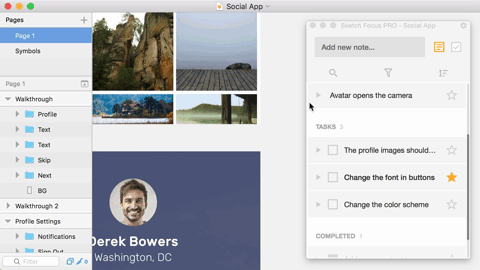 Social App
Pages
Page 1
Symbols
Page 1
Walkthrough
Profile
Text
Text
Skip
Next
BG
Walkthrough 2
Profile Settings
Notifications
Sign Out
Filter
Derek Bowers
Washington, DC
Sketch Focus PRO - Social App
Add new note...
Avatar opens the camera
TASKS 3
The profile images should...
Change the font in buttons
Change the color scheme
COMPLETED 1